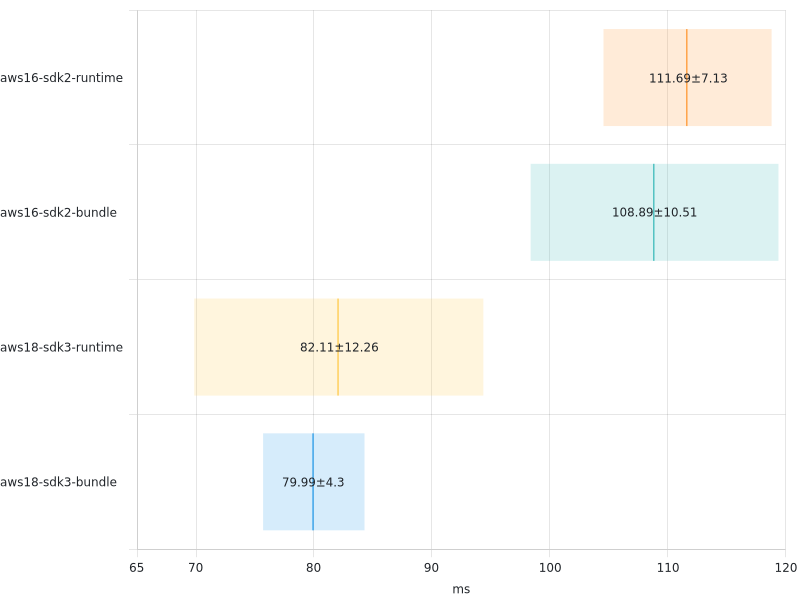 aws16-sdk2-runtime
111.69±7.13
aws16-sdk2-bundle
108.89±10.51
aws18-sdk3-runtime
82.11±12.26
aws18-sdk3-bundle
79.99±4.3
65 70 80 90 100 110 120
ms